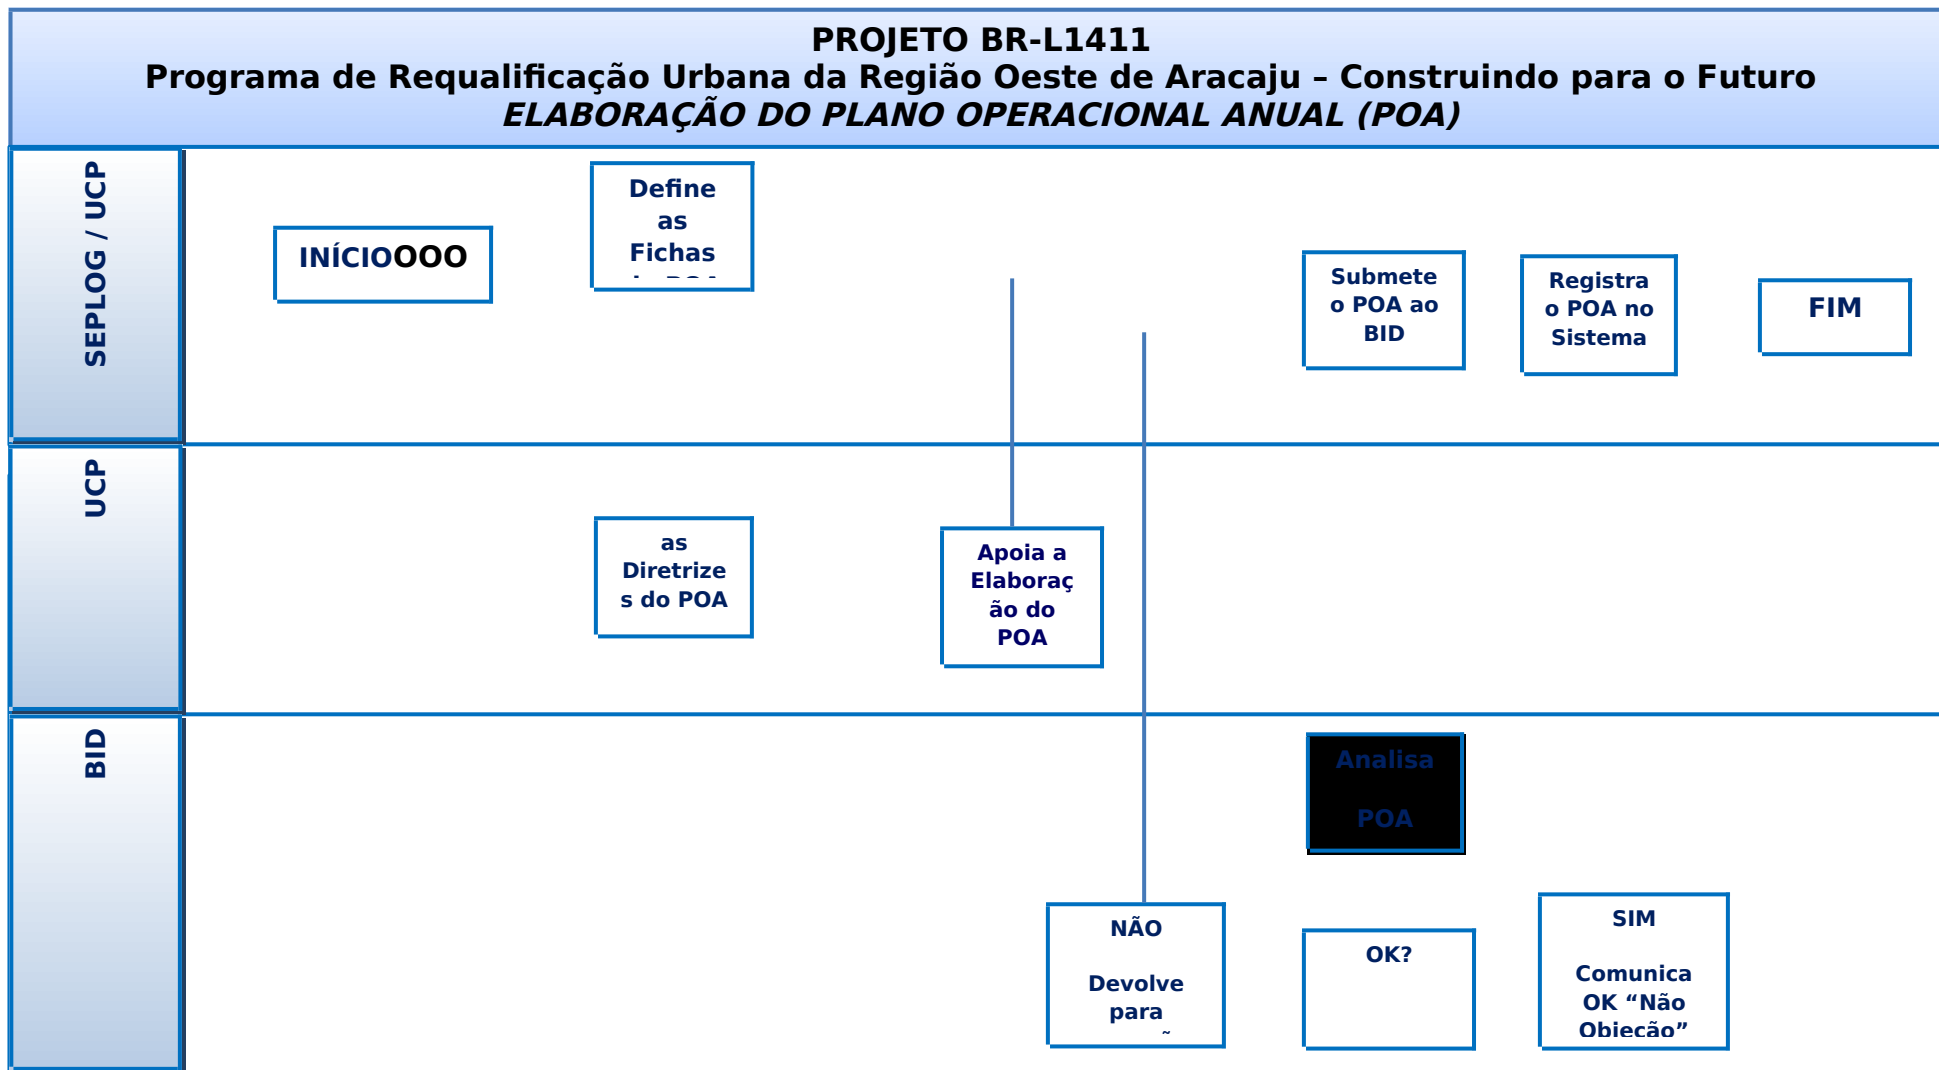 PROJETO BR-L1411
Programa de Requalificação Urbana da Região Oeste de Aracaju – Construindo para o Futuro
ELABORAÇÃO DO PLANO OPERACIONAL ANUAL (POA)
SEPLOG / UCP
INÍCIOOOO
Define
as
Fichas
Submete
o POA ao
BID
Registra
o POA no
Sistema
FIM
UCP
as
Diretrize
s do POA
Apoia a
Elaboraç
ão do
POA
BID
Analisa
POA
NÃO
Devolve
para
OK?
SIM
Comunica
OK “Não
Objeção”